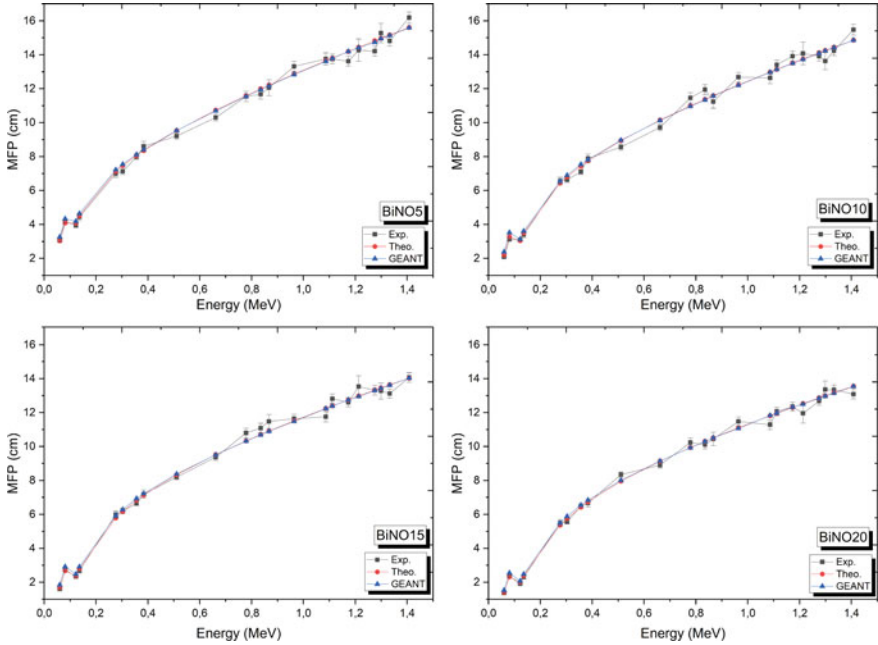 16
14
12
10
8
6
4
2
MFP (cm)
BiNO5
Exp.
Theo.
GEANT
0,0 0,2 0,4 0,6 0,8 1,0 1,2 1,4
Energy (MeV)
16
14
12
10
8
6
4
2
MFP (cm)
BiNO10
Exp.
Theo.
GEANT
0,0 0,2 0,4 0,6 0,8 1,0 1,2 1,4
Energy (MeV)
16
14
12
10
8
6
4
2
MFP (cm)
BiNO15
Exp.
Theo.
GEANT
0,0 0,2 0,4 0,6 0,8 1,0 1,2 1,4
Energy (MeV)
16
14
12
10
8
6
4
2
MFP (cm)
BiNO20
Exp.
Theo.
GEANT
0,0 0,2 0,4 0,6 0,8 1,0 1,2 1,4
Energy (MeV)